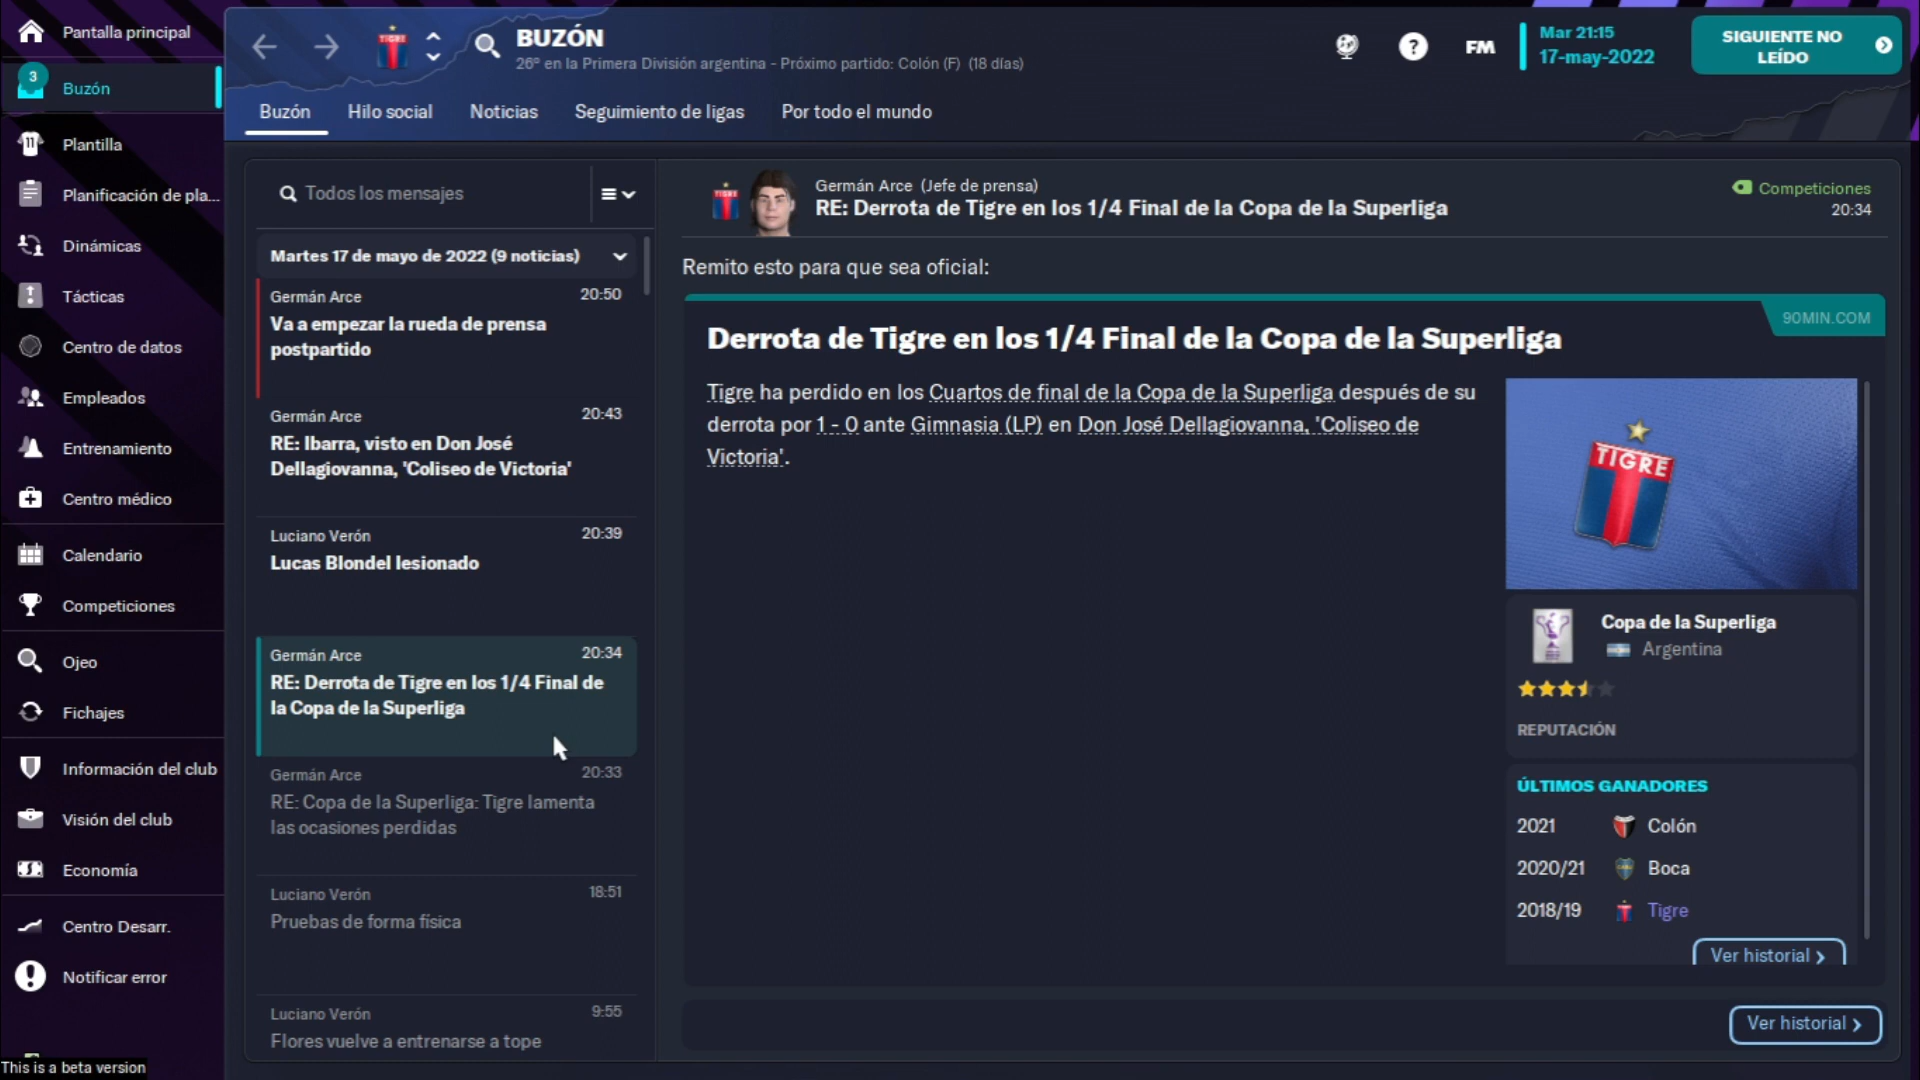 Pantalla principal
3
Buzón
Plantilla
Planificación de pla...
Dinámicas
Tácticas
Centro de datos
Empleados
Entrenamiento
Centro médico
Calendario
Competiciones
Ojeo
Fichajes
Información del club
Visión del club
Economía
Centro Desarr.
Notificar error
This is a beta version
BUZÓN
26º en la Primera División argentina - Próximo partido: Colón (F) (18 días)
FM
Mar 21:15
17-may-2022
SIGUIENTE NO
LEÍDO
Buzón
Hilo social
Noticias
Seguimiento de ligas
Por todo el mundo
Todos los mensajes
Martes 17 de mayo de 2022 (9 noticias)
Germán Arce 20:50
Va a empezar la rueda de prensa
postpartido
Germán Arce 20:43
RE: Ibarra, visto en Don José
Dellagiovanna, 'Coliseo de Victoria'
Luciano Verón 20:39
Lucas Blondel lesionado
Germán Arce 20:34
RE: Derrota de Tigre en los 1/4 Final de
la Copa de la Superliga
Germán Arce 20:33
RE: Copa de la Superliga: Tigre lamenta
las ocasiones perdidas
Luciano Verón 18:51
Pruebas de forma física
Luciano Verón 9:55
Flores vuelve a entrenarse a tope
Germán Arce (Jefe de prensa)
RE: Derrota de Tigre en los 1/4 Final de la Copa de la Superliga
Competiciones
20:34
Remito esto para que sea oficial:
90MIN.COM
Derrota de Tigre en los 1/4 Final de la Copa de la Superliga
Tigre ha perdido en los Cuartos de final de la Copa de la Superliga después de su
derrota por 1 - 0 ante Gimnasia (LP) en Don José Dellagiovanna, 'Coliseo de
Victoria'.
TIGRE
Copa de la Superliga
Argentina
REPUTACIÓN
ÚLTIMOS GANADORES
2021 Colón
2020/21 Boca
2018/19 Tigre
Ver historial
Ver historial